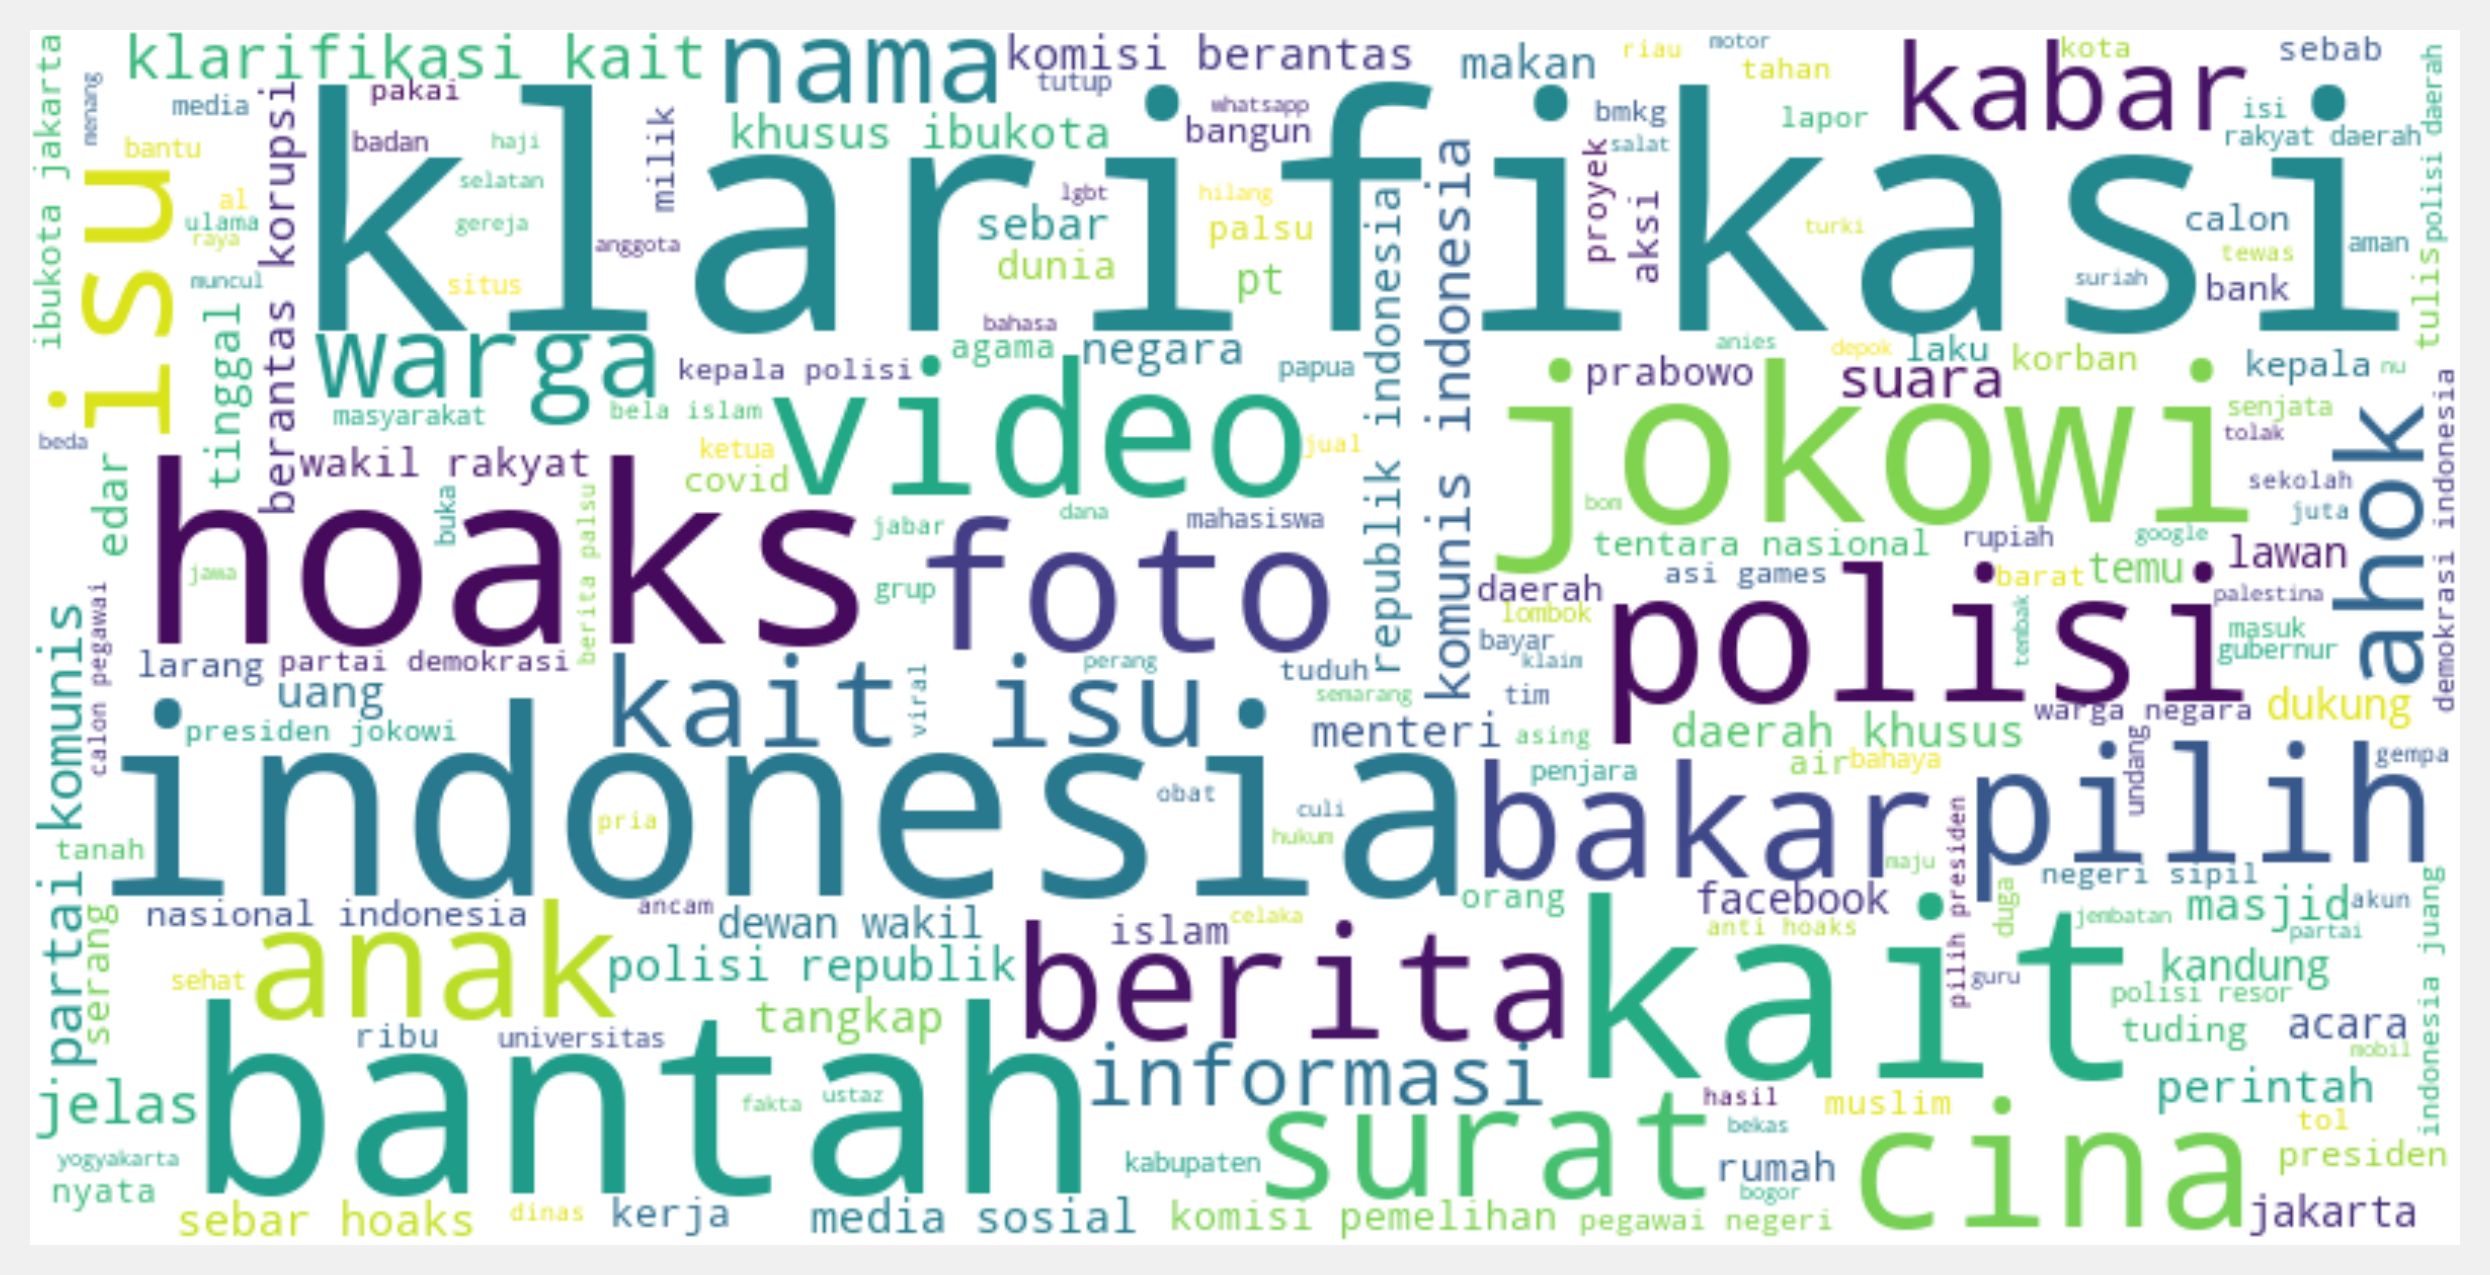 klarifikasi kait
nama
komisi berantas
makan
riau
motor
tahan
kabar
kota
sebab
ibukota jakarta
menang
media
pakai
tutup
whatsapp
bmkg
lapor
isi
rakyat daerah
polisi daerah
bantu
badan
haji
milik
khusus ibukota
bangun
klarifikasi
proyek
salat
isu
berantas korupsi
al
ulama
raya
selatan
gereja
anggota
lgbt
hilang
sebar
palsu
dunia
pt
aksi
turki
calon
tewas
aman
muncul
situs
suriah
bank
tulis
tinggal
warga
bahasa
agama
negara
republik indonesia
komunis indonesia
anies
depok
laku
korban
kepala
nu
kepala polisi
papua
prabowo
suara
masyarakat
bela islam
video
jokowi
senjata
tolak
ahok
demokrasi indonesia
beda
edar
wakil rakyat
ketua
covid
jual
sekolah
hoaks
buka
berita palsu
jabar
dana
mahasiswa
bom
juta
foto
tentara nasional
rupiah
google
lawan
jawa
grup
daerah
asi games
barat
temu
palestina
calon pegawai
lombok
polisi
tembak
masuk
gubernur
partai komunis
larang
partai demokrasi
perang
tuduh
bayar
klaim
uang
kait isu
viral
semarang
tim
warga negara
dukung
presiden jokowi
menteri
asing
daerah khusus
indonesia
penjara
air
bahaya
pilih
undang
gempa
obat
culi
bakar
pria
hukum
pilih presiden
tanah
maju
negeri sipil
serang
nasional indonesia
ancam
dewan wakil
celaka
orang
facebook
duga
masjid
akun
anak
islam
anti hoaks
jembatan
partai
indonesia juang
sehat
polisi republik
berita
kait
guru
kandung
polisi resor
tangkap
ribu
universitas
tuding
acara
mobil
bantah
informasi
jelas
fakta
ustaz
hasil
muslim
perintah
tol
surat
bekas
cina
yogyakarta
kabupaten
rumah
presiden
nyata
bogor
sebar hoaks
dinas
kerja
media sosial
komisi pemelihan
pegawai negeri
jakarta